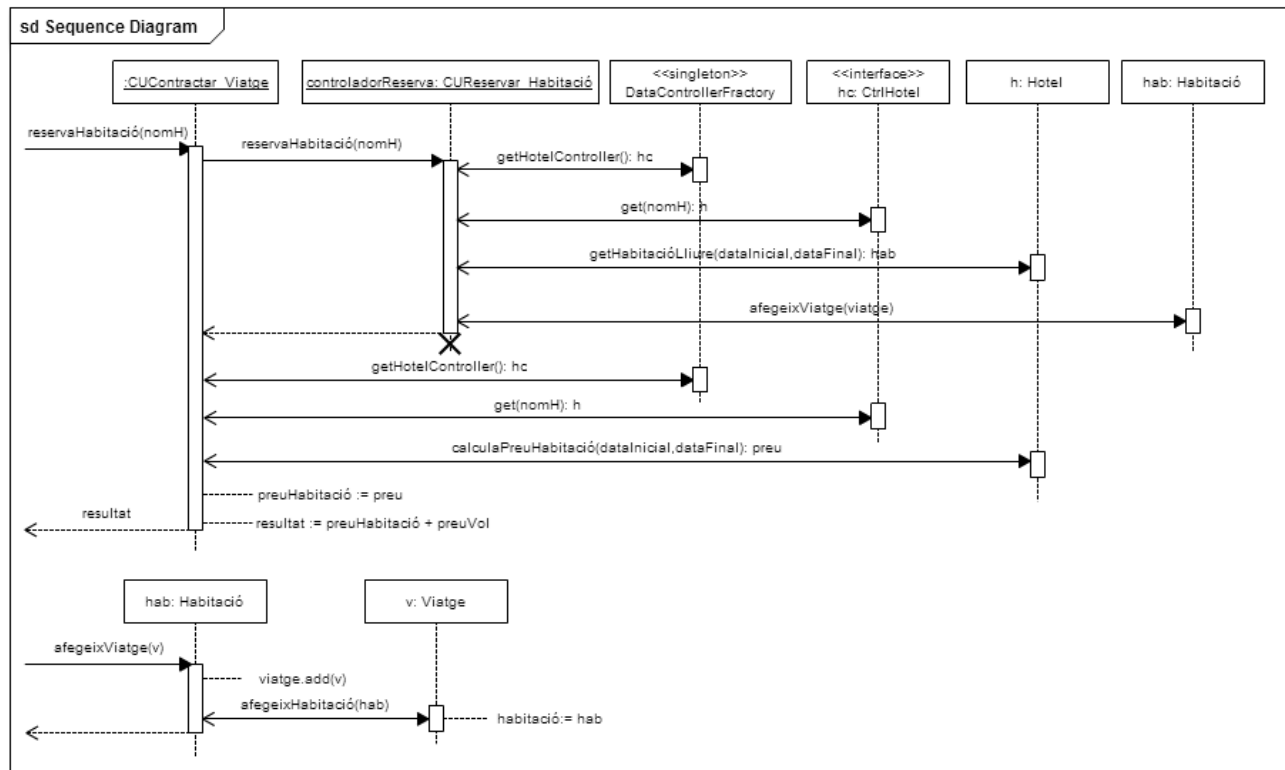 sd Sequence Diagram
:CUContractar_Viatge
controladorReserva: CUReservar_Habitació
<<singleton>>
DataControllerFractory
<<interface>>
hc: CtrlHotel
h: Hotel
hab: Habitació
reservaHabitació(nomH)
reservaHabitació(nomH)
getHotelController(): hc
get(nomH): h
getHabitacióLliure(dataInicial,dataFinal): hab
afegeixViatge(viatge)
getHotelController(): hc
get(nomH): h
calculaPreuHabitació(dataInicial,dataFinal): preu
preuHabitació := preu
resultat
resultat := preuHabitació + preuVol
hab: Habitació
v: Viatge
afegeixViatge(v)
viatge.add(v)
afegeixHabitació(hab)
habitació:= hab